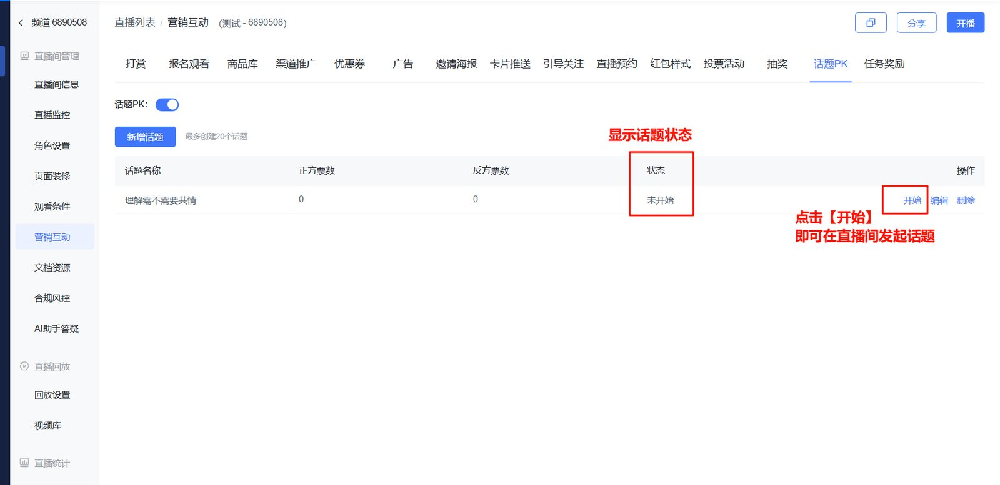 频道 6890508
直播间管理
直播间信息
直播监控
角色设置
页面装修
观看条件
营销互动
文档资源
合规风控
AI助手答疑
直播回放
回放设置
视频库
直播统计
直播列表 / 营销互动 (测试 - 6890508)
分享
开播
打赏 报名观看 商品库 渠道推广 优惠券 广告 邀请海报 卡片推送 引导关注 直播预约 红包样式 投票活动 抽奖 话题PK 任务奖励
话题PK:
新增话题 最多创建20个话题
显示话题状态
话题名称 正方票数 反方票数 状态 操作
理解需不需要共情 0 0 未开始 开始 编辑 删除
点击【开始】
即可在直播间发起话题